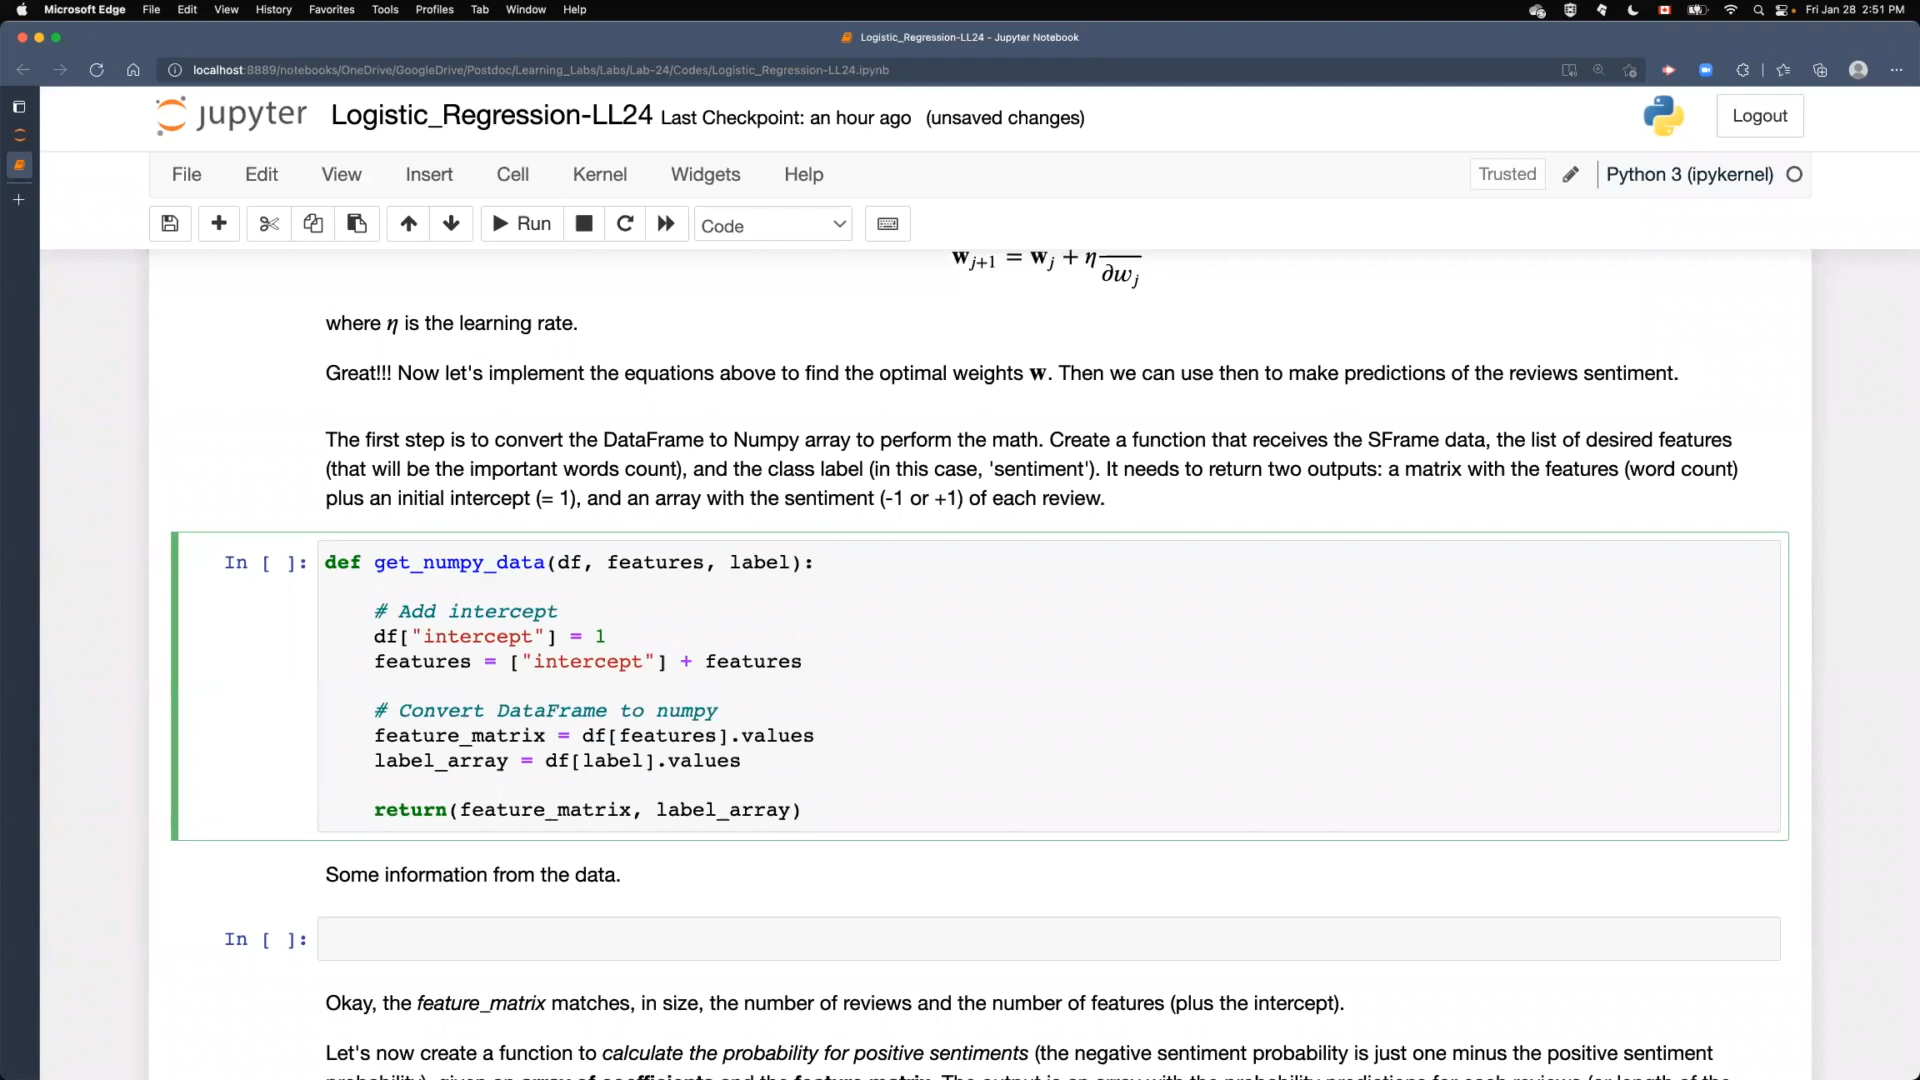 Microsoft Edge File Edit View History Favorites Tools Profiles Tab Window Help Fri Jan 28 2:51 PM
Logistic_Regression-LL24 - Jupyter Notebook
localhost:8889/notebooks/OneDrive/GoogleDrive/Postdoc/Learning_Labs/Labs/Lab-24/Codes/Logistic_Regression-LL24.ipynb
jupyter Logistic_Regression-LL24 Last Checkpoint: an hour ago (unsaved changes) Logout
File Edit View Insert Cell Kernel Widgets Help Trusted Python 3 (ipykernel)
Run Code
w_{j+1} = w_j + η ∂w_j
where η is the learning rate.
Great!!! Now let's implement the equations above to find the optimal weights w. Then we can use then to make predictions of the reviews sentiment.
The first step is to convert the DataFrame to Numpy array to perform the math. Create a function that receives the SFrame data, the list of desired features
(that will be the important words count), and the class label (in this case, 'sentiment'). It needs to return two outputs: a matrix with the features (word count)
plus an initial intercept (= 1), and an array with the sentiment (-1 or +1) of each review.
In [ ]: def get_numpy_data(df, features, label):
# Add intercept
df["intercept"] = 1
features = ["intercept"] + features
# Convert DataFrame to numpy
feature_matrix = df[features].values
label_array = df[label].values
return(feature_matrix, label_array)
Some information from the data.
In [ ]:
Okay, the feature_matrix matches, in size, the number of reviews and the number of features (plus the intercept).
Let's now create a function to calculate the probability for positive sentiments (the negative sentiment probability is just one minus the positive sentiment